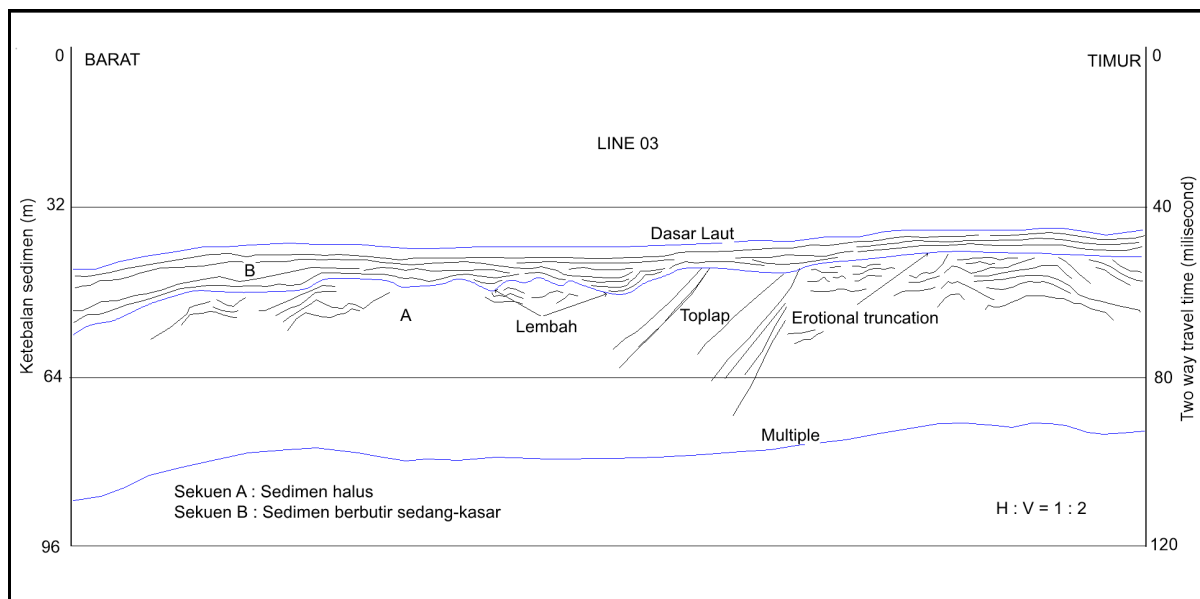 0
BARAT
TIMUR
0
LINE 03
32
40
Dasar Laut
B
A
Lembah
Toplap
Erotional truncation
64
80
Multiple
Sekuen A : Sedimen halus
Sekuen B : Sedimen berbutir sedang-kasar
H : V = 1 : 2
96
120
Ketebalan sedimen (m)
Two way travel time (milisecond)